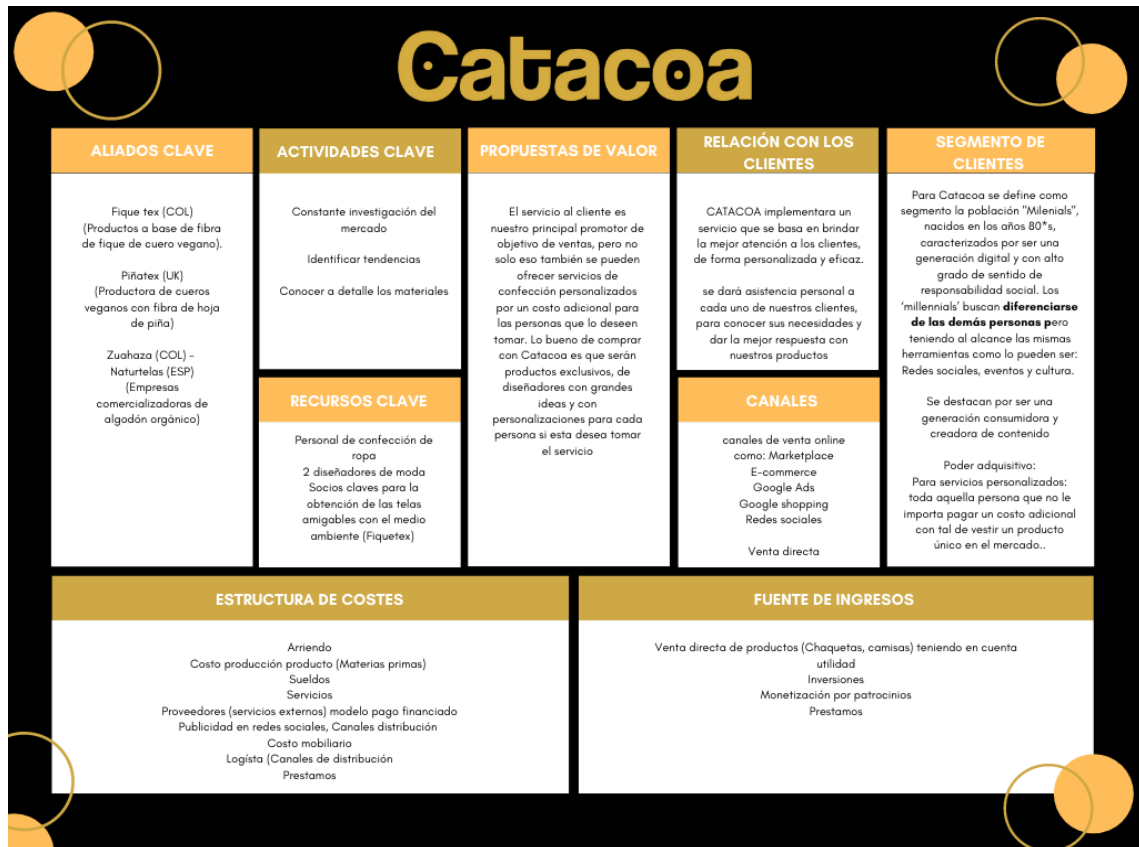 Catacoa
ALIADOS CLAVE
Fique tex (COL)
(Productos a base de fibra
de fique de cuero vegano).
Piñatex (UK)
(Productora de cueros
veganos con fibra de hoja
de piña)
Zuahaza (COL) -
Naturtelas (ESP)
(Empresas
comercializadoras de
algodón orgánico)
ACTIVIDADES CLAVE
Constante investigación del
mercado
Identificar tendencias
Conocer a detalle los materiales
RECURSOS CLAVE
Personal de confección de
ropa
2 diseñadores de moda
Socios claves para la
obtención de las telas
amigables con el medio
ambiente (Fiquetex)
PROPUESTAS DE VALOR
El servicio al cliente es
nuestro principal promotor de
objetivo de ventas, pero no
solo eso también se pueden
ofrecer servicios de
confección personalizados
por un costo adicional para
las personas que lo deseen
tomar. Lo bueno de comprar
con Catacoa es que serán
productos exclusivos, de
diseñadores con grandes
ideas y con
personalizaciones para cada
persona si esta desea tomar
el servicio
RELACIÓN CON LOS
CLIENTES
CATACOA implementara un
servicio que se basa en brindar
la mejor atención a los clientes,
de forma personalizada y eficaz.
se dará asistencia personal a
cada uno de nuestros clientes,
para conocer sus necesidades y
dar la mejor respuesta con
nuestros productos
CANALES
canales de venta online
como: Marketplace
E-commerce
Google Ads
Google shopping
Redes sociales
Venta directa
SEGMENTO DE
CLIENTES
Para Catacoa se define como
segmento la población "Milenials",
nacidos en los años 80*s,
caracterizados por ser una
generación digital y con alto
grado de sentido de
responsabilidad social. Los
'millennials' buscan diferenciarse
de las demás personas pero
teniendo al alcance las mismas
herramientas como lo pueden ser:
Redes sociales, eventos y cultura.
Se destacan por ser una
generación consumidora y
creadora de contenido
Poder adquisitivo:
Para servicios personalizados:
toda aquella persona que no le
importa pagar un costo adicional
con tal de vestir un producto
único en el mercado..
ESTRUCTURA DE COSTES
Arriendo
Costo producción producto (Materias primas)
Sueldos
Servicios
Proveedores (servicios externos) modelo pago financiado
Publicidad en redes sociales, Canales distribución
Costo mobiliario
Logísta (Canales de distribución
Prestamos
FUENTE DE INGRESOS
Venta directa de productos (Chaquetas, camisas) teniendo en cuenta
utilidad
Inversiones
Monetización por patrocinios
Prestamos